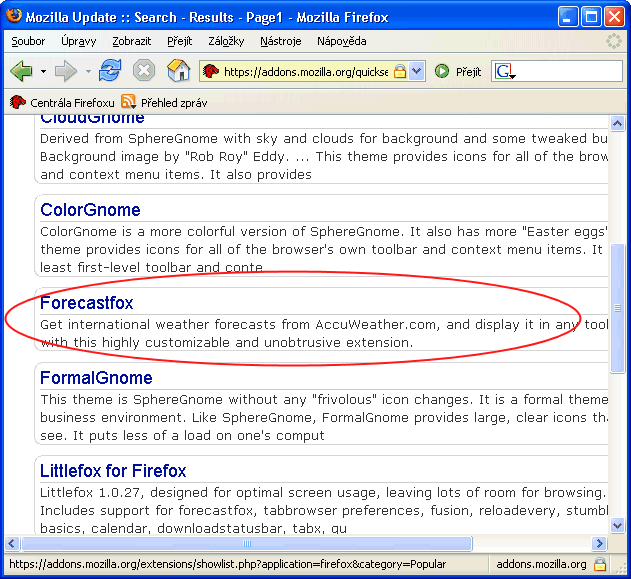 Mozilla Update :: Search - Results - Page1 - Mozilla Firefox
Soubor Úpravy Zobrazit Přejít Záložky Nástroje Nápověda
https://addons.mozilla.org/quickse Přejít G
Centrála Firefoxu Přehled zpráv
CloudGnome
Derived from SphereGnome with sky and clouds for background and some tweaked bu
Background image by "Rob Roy" Eddy. ... This theme provides icons for all of the brow
and context menu items. It also provides
ColorGnome
ColorGnome is a more colorful version of SphereGnome. It also has more "Easter eggs"
theme provides icons for all of the browser's own toolbar and context menu items. It
least first-level toolbar and conte
Forecastfox
Get international weather forecasts from AccuWeather.com, and display it in any tool
with this highly customizable and unobtrusive extension.
FormalGnome
This theme is SphereGnome without any "frivolous" icon changes. It is a formal theme
business environment. Like SphereGnome, FormalGnome provides large, clear icons tha
see. It puts less of a load on one's comput
Littlefox for Firefox
Littlefox 1.0.27, designed for optimal screen usage, leaving lots of room for browsing.
Includes support for forecastfox, tabbrowser preferences, fusion, reloadevery, stumbl
basics, calendar, downloadstatusbar, tabx, qu
https://addons.mozilla.org/extensions/showlist.php?application=firefox&category=Popular addons.mozilla.org